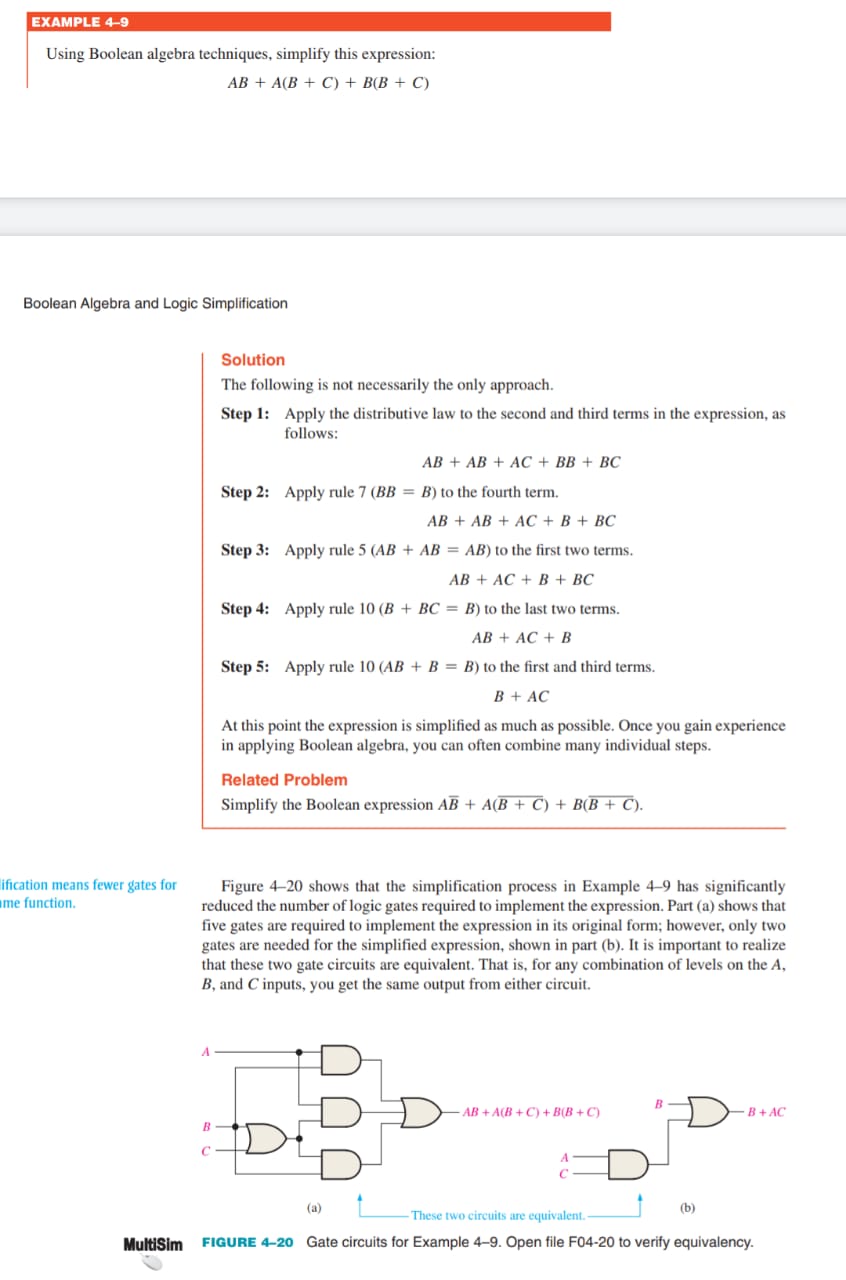 EXAMPLE 4–9
Using Boolean algebra techniques, simplify this expression:
AB + A(B + C) + B(B + C)
Boolean Algebra and Logic Simplification
Solution
The following is not necessarily the only approach.
Step 1: Apply the distributive law to the second and third terms in the expression, as
follows:
AB + AB + AC + BB + BC
Step 2: Apply rule 7 (BB = B) to the fourth term.
AB + AB + AC + B + BC
Step 3: Apply rule 5 (AB + AB = AB) to the first two terms.
AB + AC + B + BC
Step 4: Apply rule 10 (B + BC = B) to the last two terms.
AB + AC + B
Step 5: Apply rule 10 (AB + B = B) to the first and third terms.
B + AC
At this point the expression is simplified as much as possible. Once you gain experience
in applying Boolean algebra, you can often combine many individual steps.
Related Problem
Simplify the Boolean expression AB̅ + A(B̅ ̅+̅ ̅C̅) + B(B̅ ̅+̅ ̅C̅).
ification means fewer gates for
me function.
Figure 4–20 shows that the simplification process in Example 4–9 has significantly
reduced the number of logic gates required to implement the expression. Part (a) shows that
five gates are required to implement the expression in its original form; however, only two
gates are needed for the simplified expression, shown in part (b). It is important to realize
that these two gate circuits are equivalent. That is, for any combination of levels on the A,
B, and C inputs, you get the same output from either circuit.
A
B
C
AB + A(B + C) + B(B + C)
B
A
C
B + AC
(a)
These two circuits are equivalent.
(b)
MultiSim FIGURE 4–20 Gate circuits for Example 4–9. Open file F04-20 to verify equivalency.